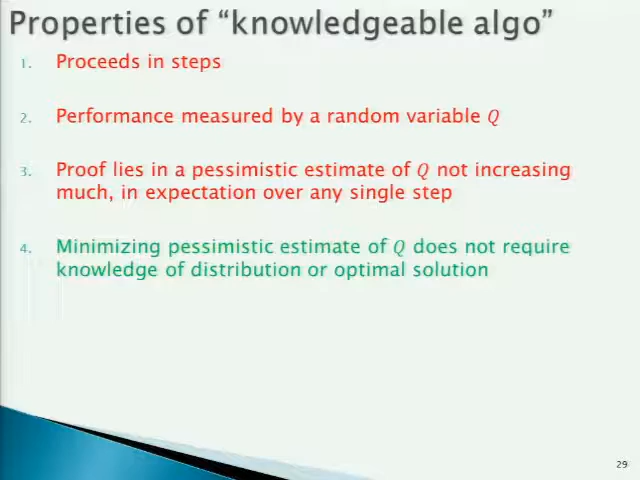 Properties of "knowledgeable algo"
1. Proceeds in steps
2. Performance measured by a random variable Q
3. Proof lies in a pessimistic estimate of Q not increasing
much, in expectation over any single step
4. Minimizing pessimistic estimate of Q does not require
knowledge of distribution or optimal solution
29